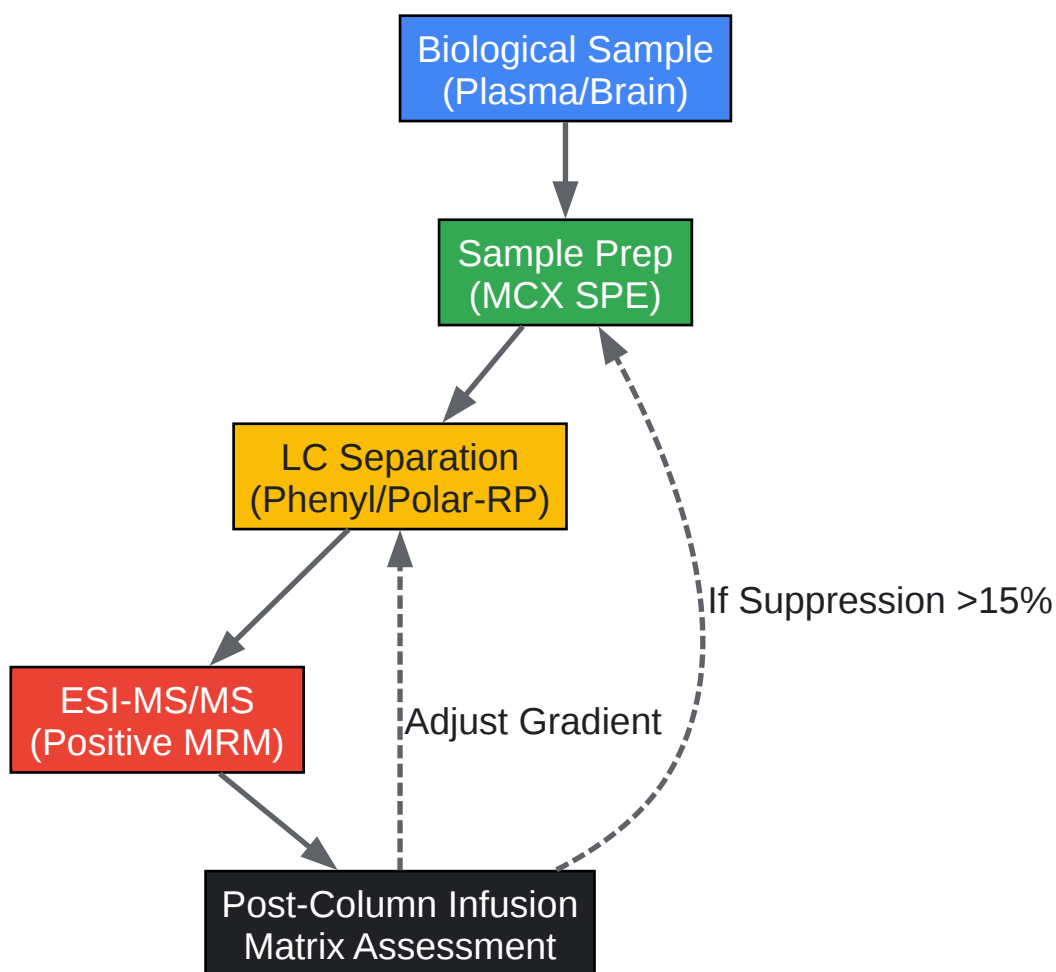 Biological Sample
(Plasma/Brain)
Sample Prep
(MCX SPE)
LC Separation
(Phenyl/Polar-RP)
If Suppression >15%
ESI-MS/MS
(Positive MRM)
Adjust Gradient
Post-Column Infusion
Matrix Assessment